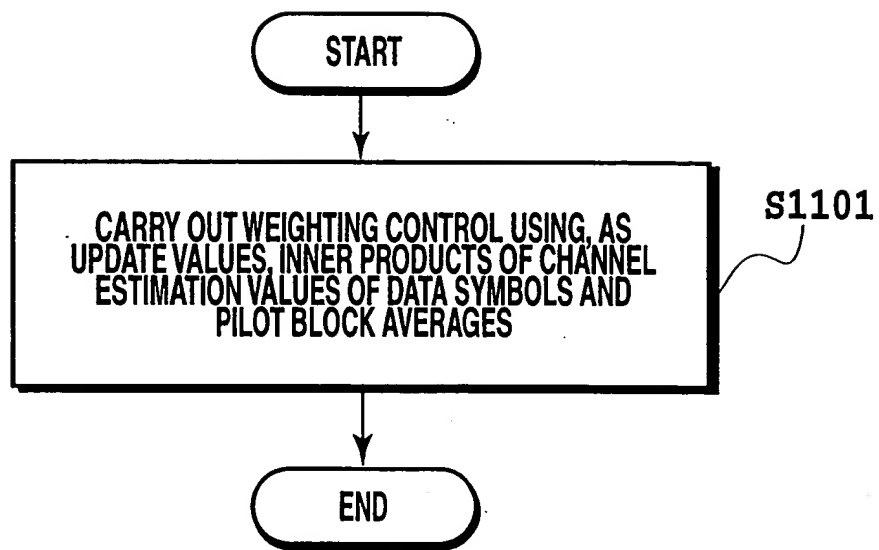 START
CARRY OUT WEIGHTING CONTROL USING, AS
UPDATE VALUES, INNER PRODUCTS OF CHANNEL
ESTIMATION VALUES OF DATA SYMBOLS AND
PILOT BLOCK AVERAGES
S1101
END